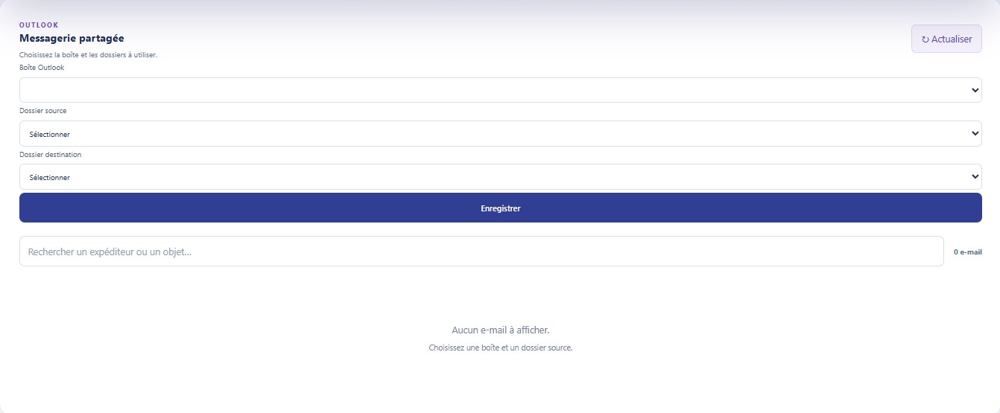 OUTLOOK
Messagerie partagée
↻ Actualiser
Choisissez la boîte et les dossiers à utiliser.
Boîte Outlook
Dossier source
Sélectionner
Dossier destination
Sélectionner
Enregistrer
Rechercher un expéditeur ou un objet...
0 e-mail
Aucun e-mail à afficher.
Choisissez une boîte et un dossier source.